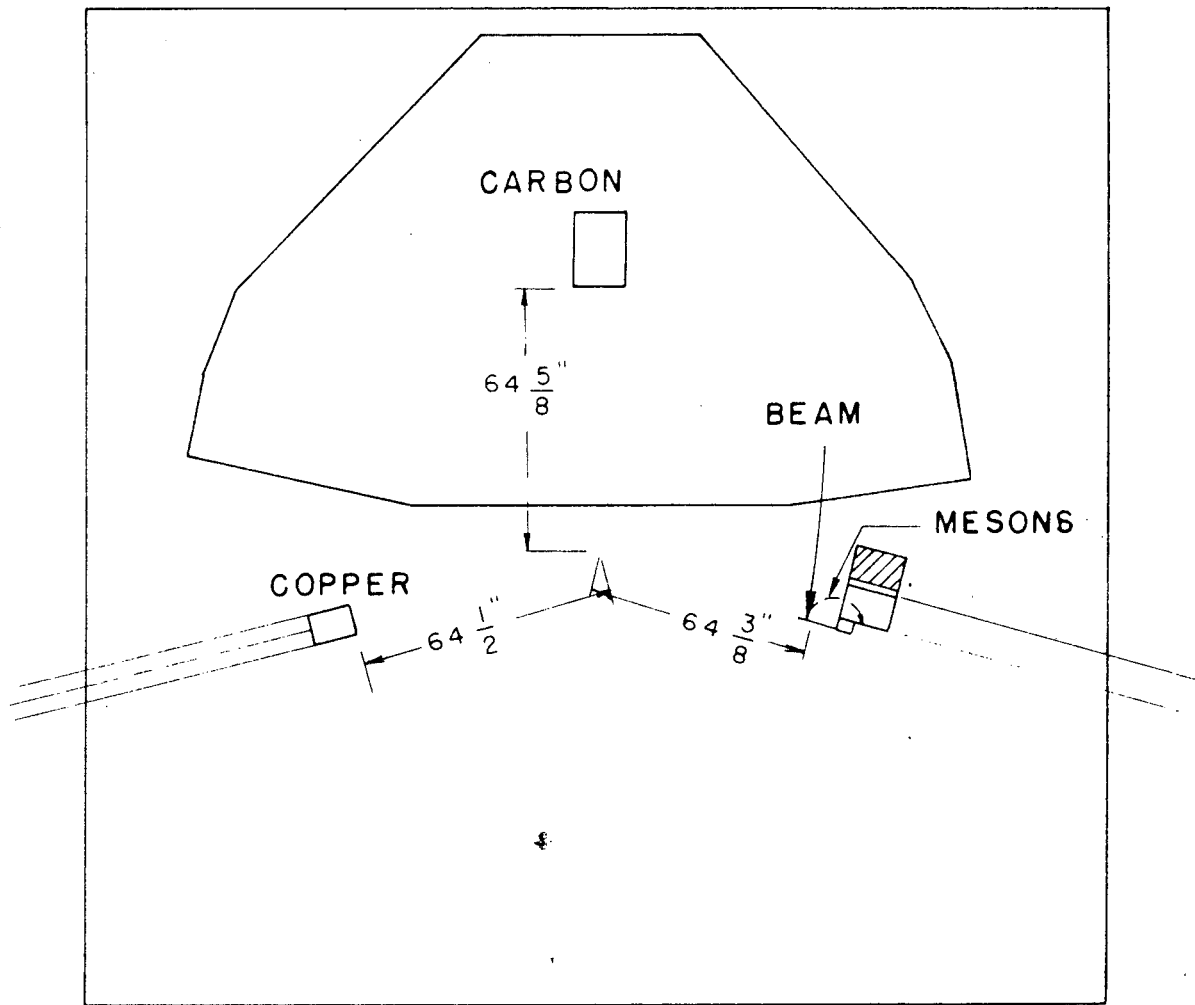 CARBON
64 5/8"
BEAM
MESONS
COPPER
64 1/2"
64 3/8"